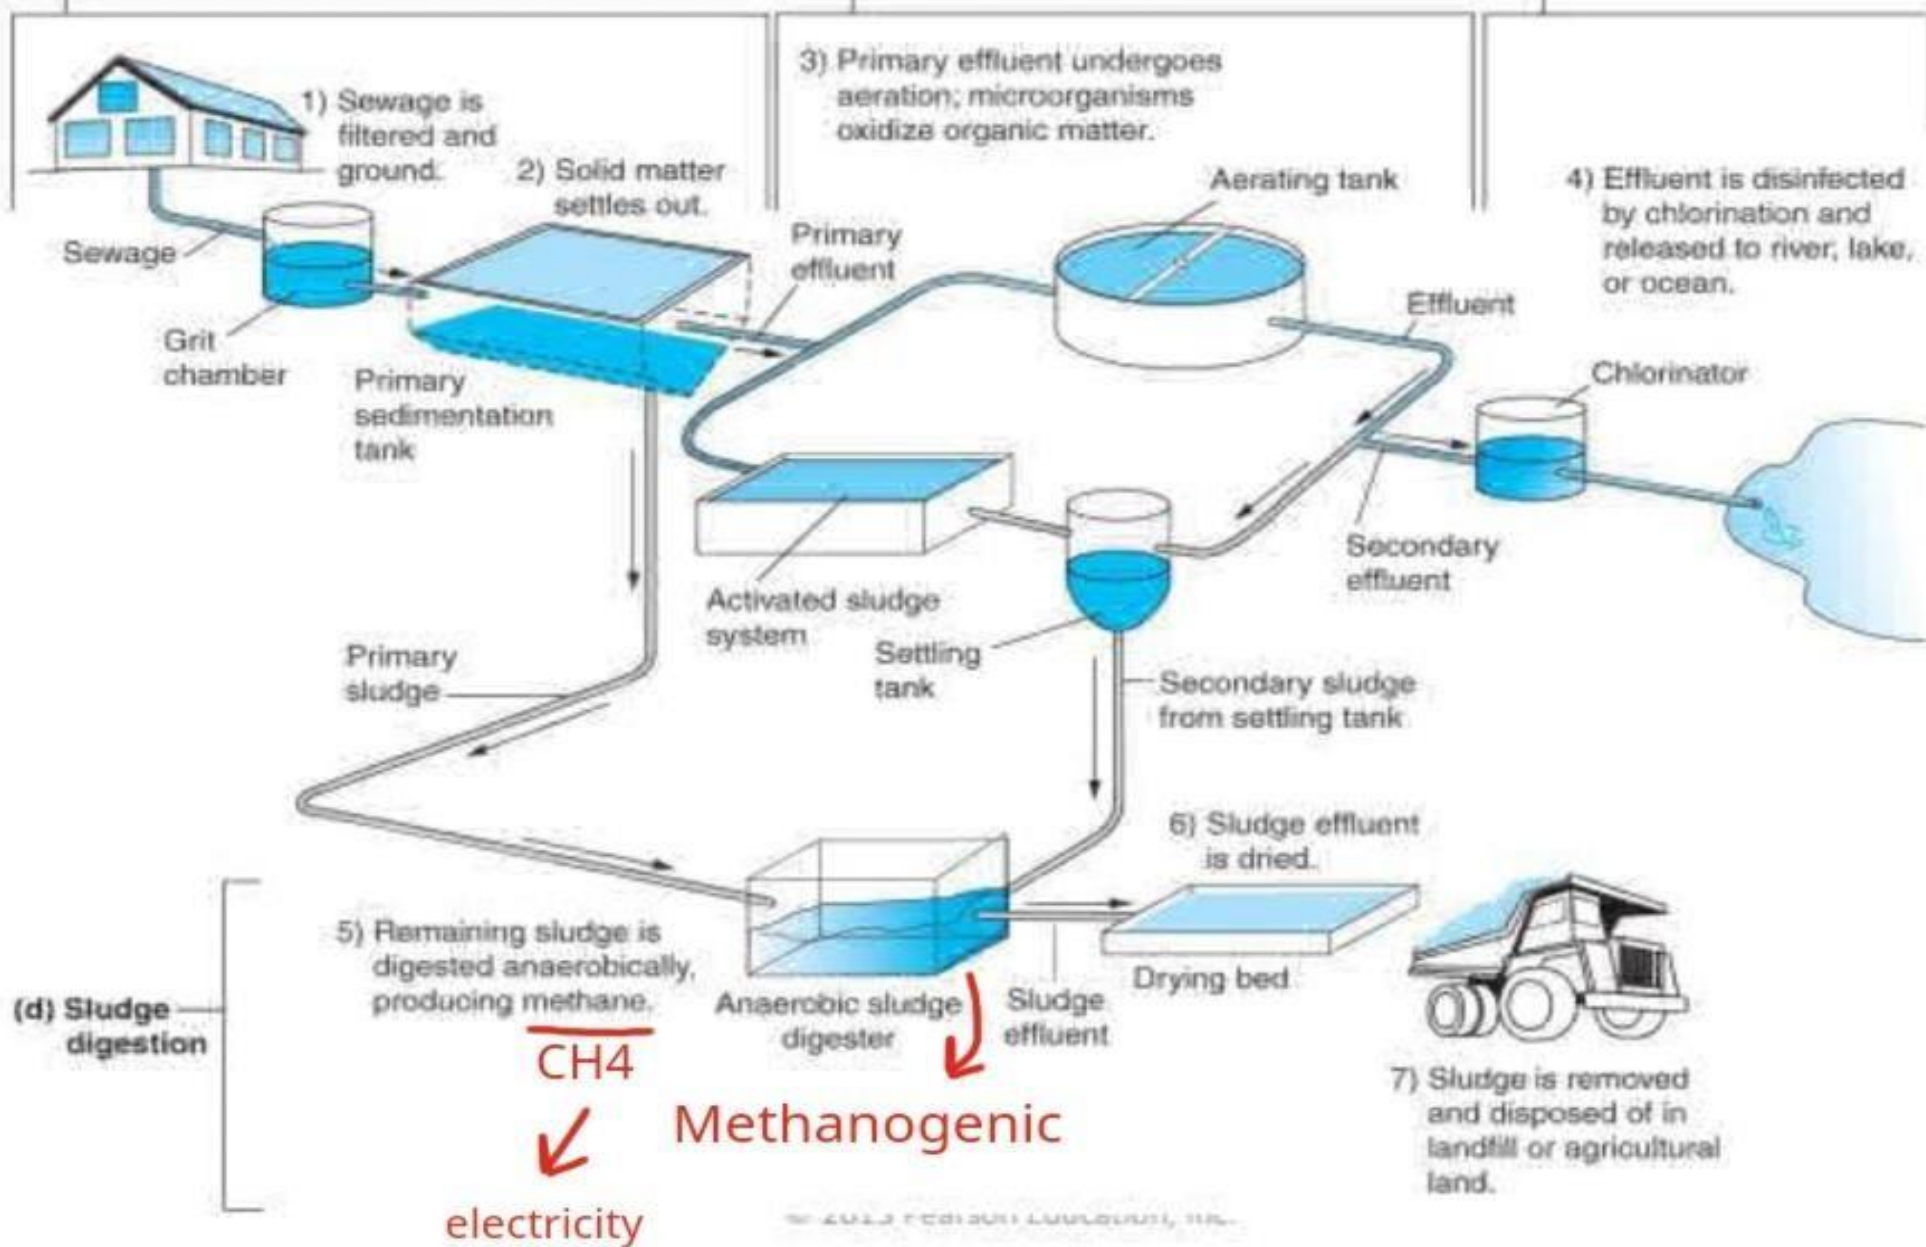 1) Sewage is
filtered and
ground.
2) Solid matter
settles out.
3) Primary effluent undergoes
aeration; microorganisms
oxidize organic matter.
4) Effluent is disinfected
by chlorination and
released to river, lake,
or ocean.
Sewage
Grit
chamber
Primary
sedimentation
tank
Primary
effluent
Aerating tank
Effluent
Chlorinator
Activated sludge
system
Settling
tank
Secondary
effluent
Primary
sludge
Secondary sludge
from settling tank
(d) Sludge
digestion
5) Remaining sludge is
digested anaerobically,
producing methane.
Anaerobic sludge
digester
Sludge
effluent
6) Sludge effluent
is dried.
Drying bed
7) Sludge is removed
and disposed of in
landfill or agricultural
land.
CH4
Methanogenic
electricity
© 2013 Pearson Education, Inc.